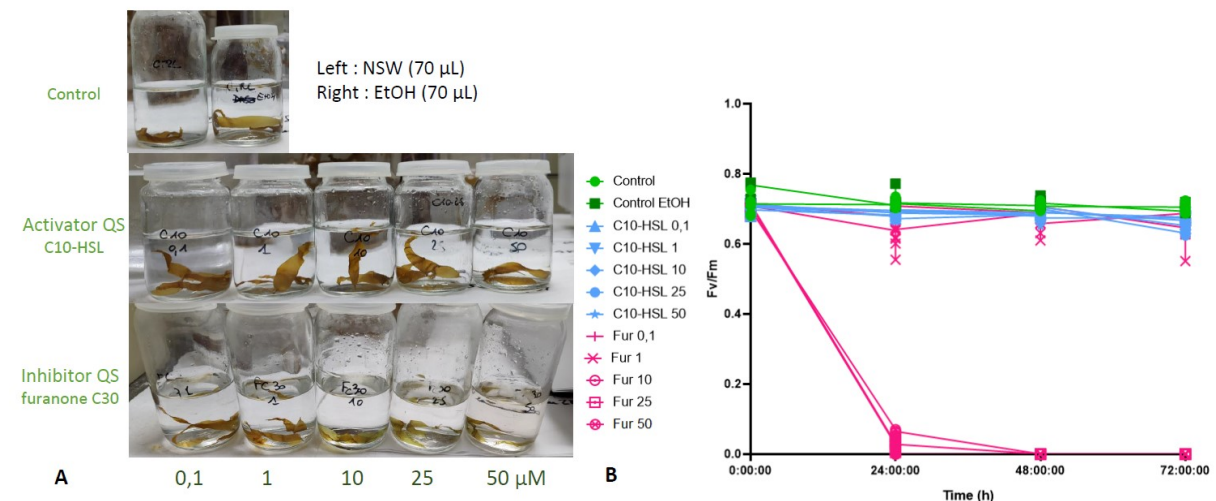 Control
Left : NSW (70 µL)
Right : EtOH (70 µL)
CTRL
CTRL
EtOH
Activator QS
C10-HSL
C10
0,1
C10
1
C10
10
C10
25
C10
50
Inhibitor QS
furanone C30
FC30
1
FC30
10
25
A
0,1
1
10
25
50 µM
B
Control
Control EtOH
C10-HSL 0,1
C10-HSL 1
C10-HSL 10
C10-HSL 25
C10-HSL 50
Fur 0,1
Fur 1
Fur 10
Fur 25
Fur 50
Fv/Fm
1.0
0.8
0.6
0.4
0.2
0.0
0:00:00
24:00:00
48:00:00
72:00:00
Time (h)